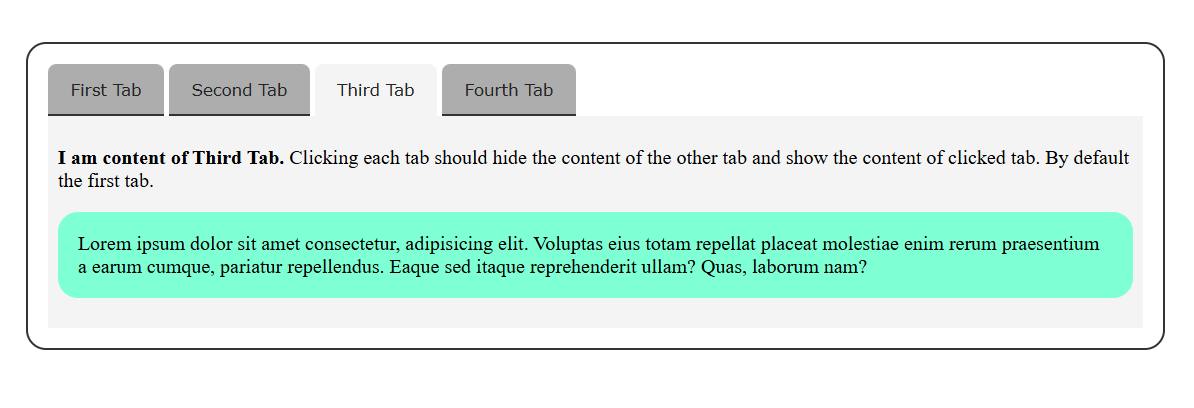 First Tab Second Tab Third Tab Fourth Tab
I am content of Third Tab. Clicking each tab should hide the content of the other tab and show the content of clicked tab. By default
the first tab.
Lorem ipsum dolor sit amet consectetur, adipisicing elit. Voluptas eius totam repellat placeat molestiae enim rerum praesentium
a earum cumque, pariatur repellendus. Eaque sed itaque reprehenderit ullam? Quas, laborum nam?